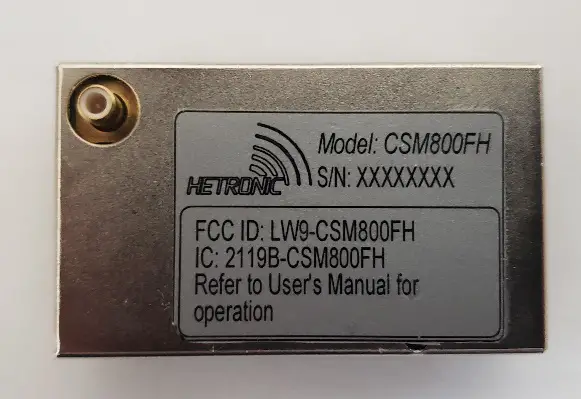 HETRONIC
Model: CSM800FH
S/N: XXXXXXXX
FCC ID: LW9-CSM800FH
IC: 2119B-CSM800FH
Refer to User's Manual for
operation